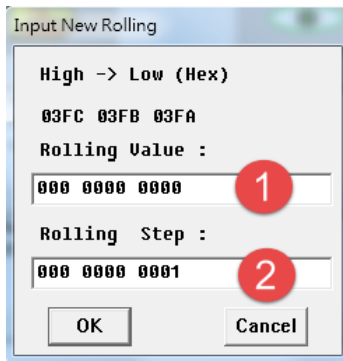 Input New Rolling
High -> Low (Hex)
03FC 03FB 03FA
Rolling Value :
000 0000 0000
1
Rolling Step :
000 0000 0001
2
OK Cancel